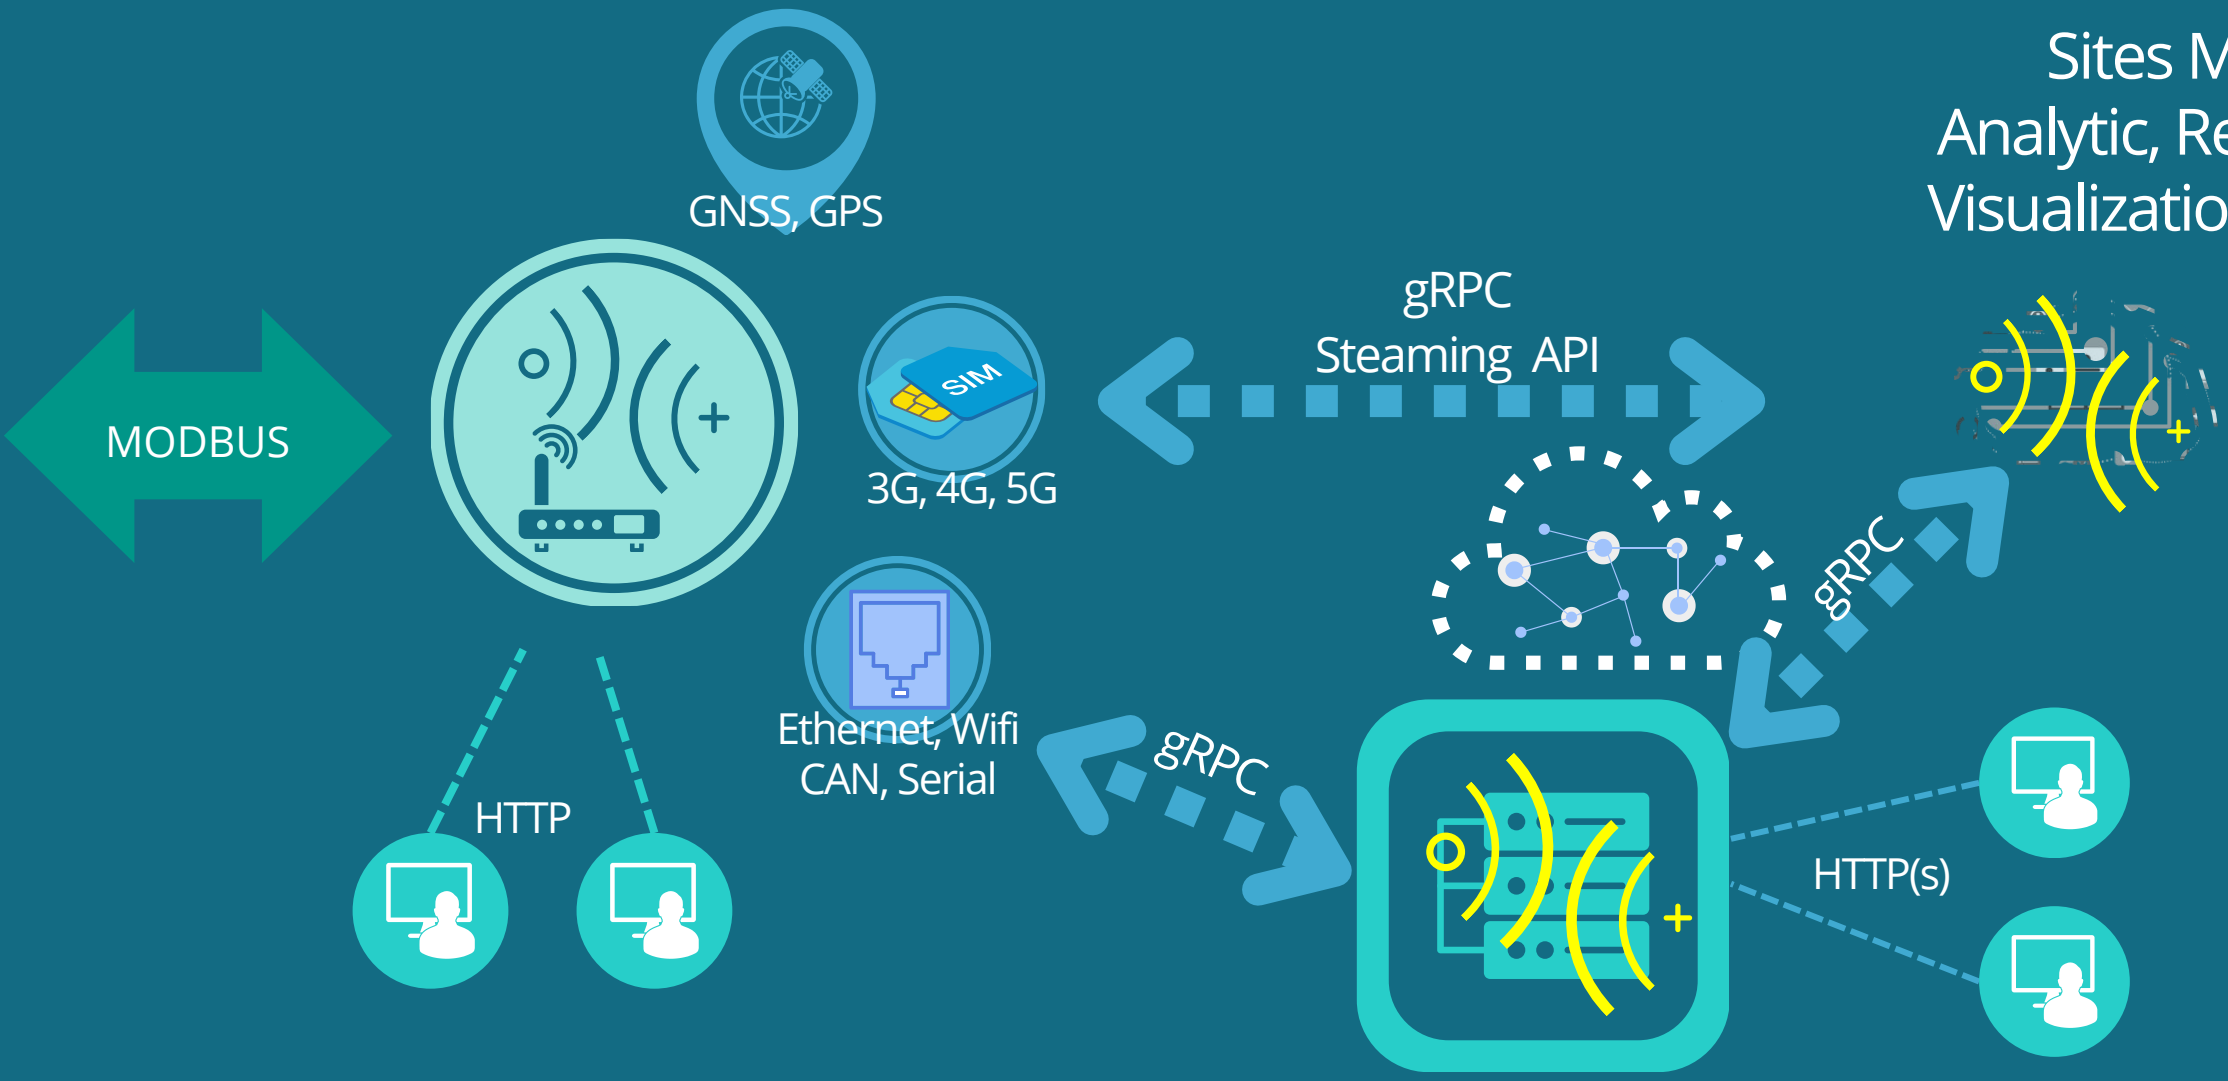 GNSS, GPS
Sites M
Analytic, Re
Visualizatio
gRPC
Steaming API
MODBUS
SIM
3G, 4G, 5G
gRPC
Ethernet, Wifi
CAN, Serial
gRPC
HTTP
HTTP(s)